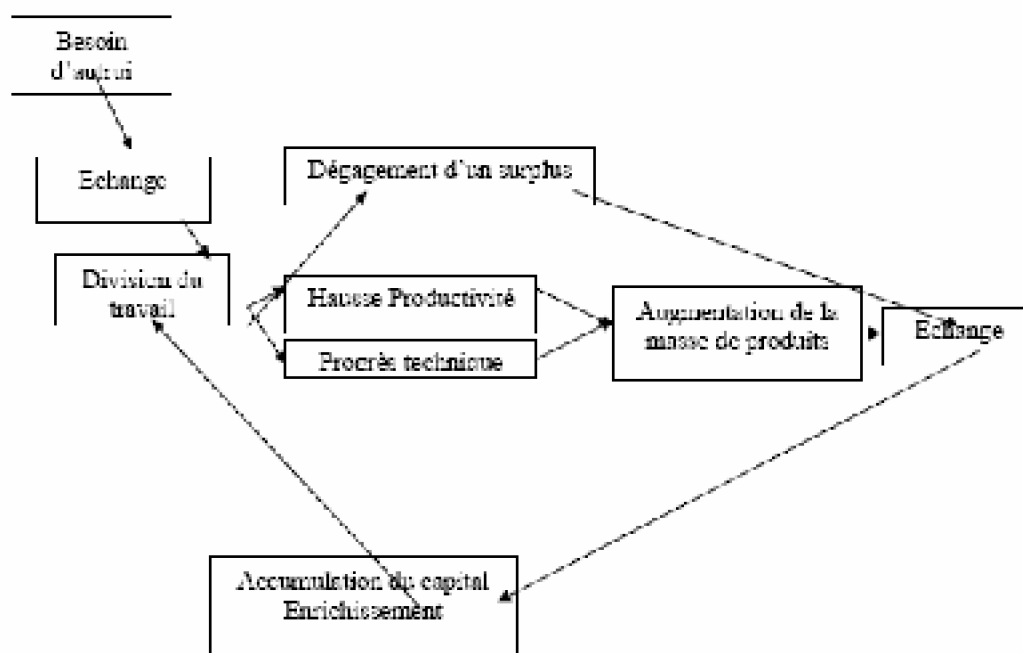 Besoin
d'autrui
Echange
Dégagement d'un surplus
Division du
travail
Hausse Productivité
Progrès technique
Augmentation de la
masse de produits
Echange
Accumulation du capital
Enrichissement